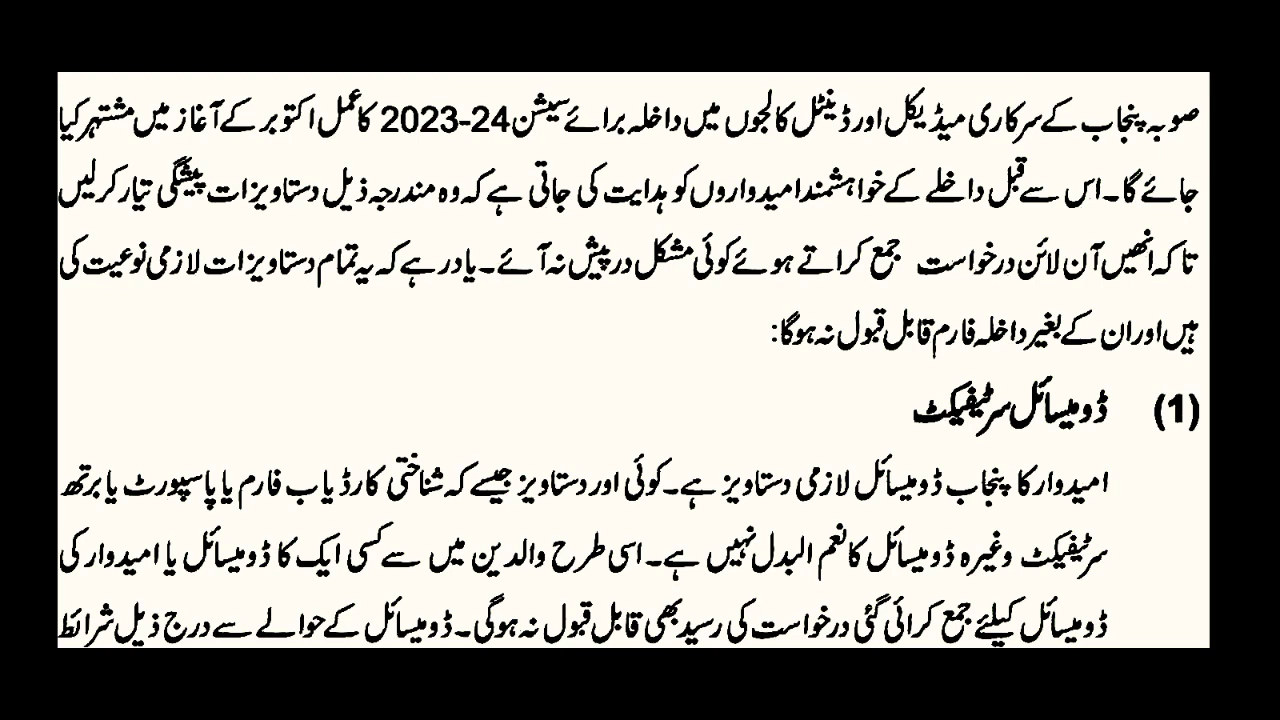 صوبہ پنجاب کے سرکاری میڈیکل اور ڈینٹل کالجوں میں داخلہ برائے سیشن 2023-24 کا عمل اکتوبر کے آغاز میں مشتہر کیا
جائے گا۔ اس سے قبل داخلے کے خواہشمند امیدواروں کو ہدایت کی جاتی ہے کہ وہ مندرجہ ذیل دستاویزات پیشگی تیار کر لیں
تاکہ انھیں آن لائن درخواست جمع کراتے ہوئے کوئی مشکل درپیش نہ آئے۔ یاد رہے کہ یہ تمام دستاویزات لازمی نوعیت کی
ہیں اور ان کے بغیر داخلہ فارم قابل قبول نہ ہوگا:
(1) ڈومیسائل سرٹیفیکٹ
امیدوار کا پنجاب ڈومیسائل لازمی دستاویز ہے۔ کوئی اور دستاویز جیسے کہ شناختی کارڈ یا ب فارم یا پاسپورٹ یا برتھ
سرٹیفیکٹ وغیرہ ڈومیسائل کا نعم البدل نہیں ہے۔ اسی طرح والدین میں سے کسی ایک کا ڈومیسائل یا امیدوار کی
ڈومیسائل کیلئے جمع کرائی گئی درخواست کی رسید بھی قابل قبول نہ ہوگی۔ ڈومیسائل کے حوالے سے درج ذیل شرائط